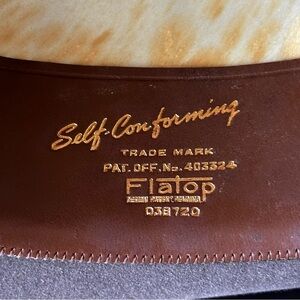 Self-Conforming
TRADE MARK
PAT. OFF. No. 403324
Flatop
038720